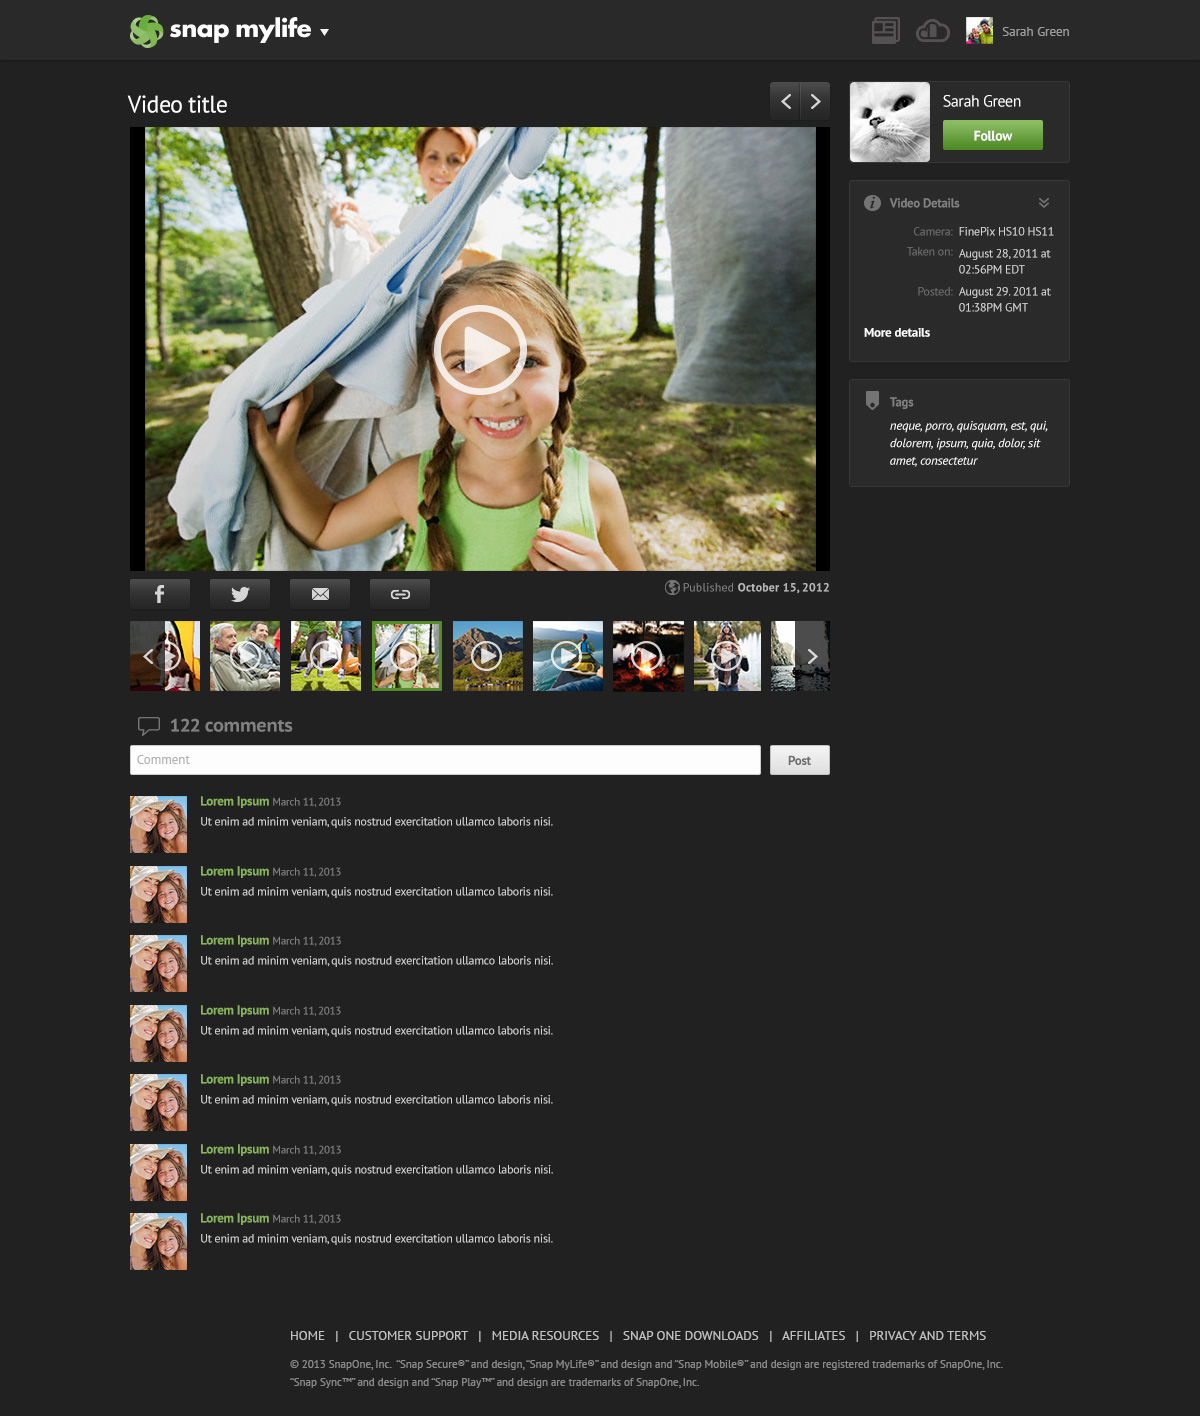 snap mylife
Sarah Green
Video title
Sarah Green
Follow
Video Details
Camera: FinePix HS10 HS11
Taken on: August 28, 2011 at
02:56PM EDT
Posted: August 29. 2011 at
01:38PM GMT
More details
Tags
neque, porro, quisquam, est, qui,
dolorem, ipsum, quia, dolor, sit
amet, consectetur
Published October 15, 2012
122 comments
Comment
Post
Lorem Ipsum March 11, 2013
Ut enim ad minim veniam, quis nostrud exercitation ullamco laboris nisi.
Lorem Ipsum March 11, 2013
Ut enim ad minim veniam, quis nostrud exercitation ullamco laboris nisi.
Lorem Ipsum March 11, 2013
Ut enim ad minim veniam, quis nostrud exercitation ullamco laboris nisi.
Lorem Ipsum March 11, 2013
Ut enim ad minim veniam, quis nostrud exercitation ullamco laboris nisi.
Lorem Ipsum March 11, 2013
Ut enim ad minim veniam, quis nostrud exercitation ullamco laboris nisi.
Lorem Ipsum March 11, 2013
Ut enim ad minim veniam, quis nostrud exercitation ullamco laboris nisi.
Lorem Ipsum March 11, 2013
Ut enim ad minim veniam, quis nostrud exercitation ullamco laboris nisi.
HOME | CUSTOMER SUPPORT | MEDIA RESOURCES | SNAP ONE DOWNLOADS | AFFILIATES | PRIVACY AND TERMS
© 2013 SnapOne, Inc. “Snap Secure®” and design, “Snap MyLife®” and design and “Snap Mobile®” and design are registered trademarks of SnapOne, Inc.
“Snap Sync™” and design and “Snap Play™” and design are trademarks of SnapOne, Inc.